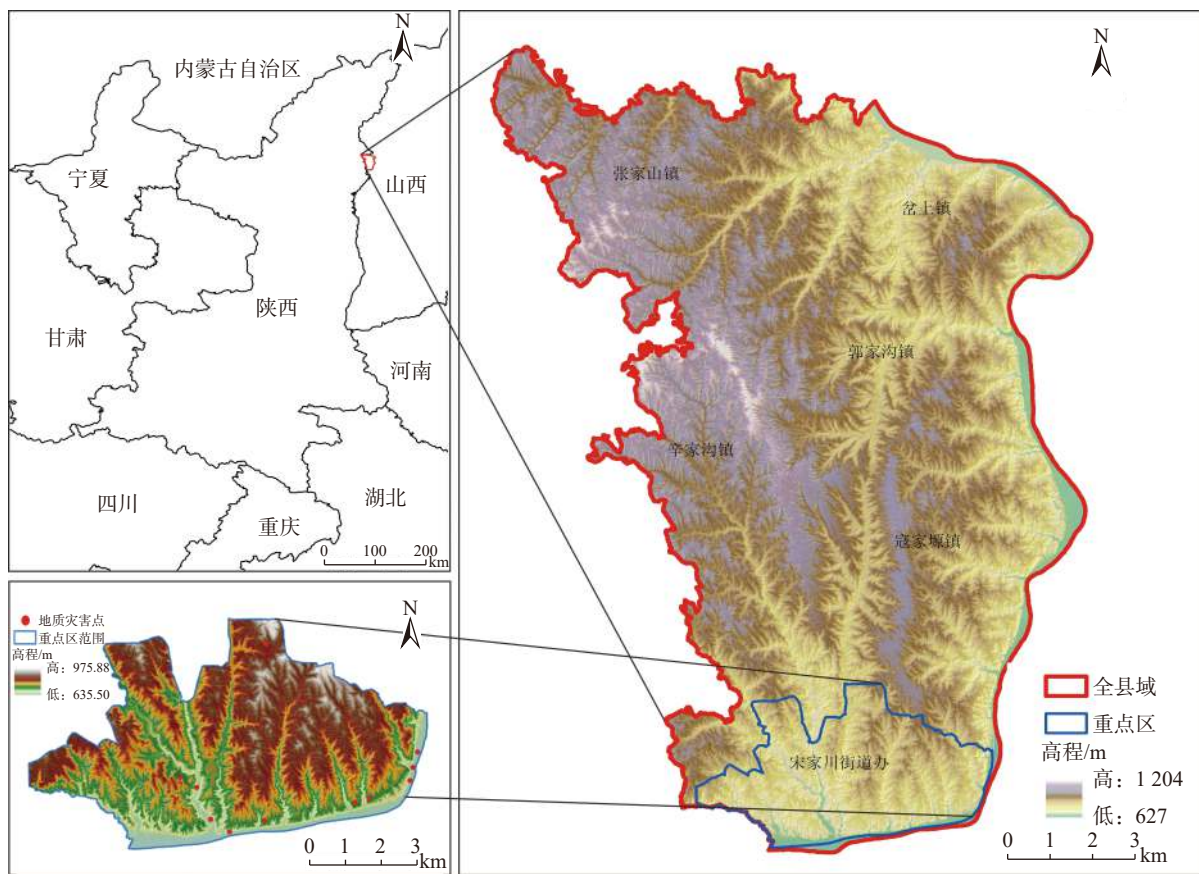 N
内蒙古自治区
宁夏
山西
陕西
甘肃
河南
四川
湖北
重庆
0 100 200
km
N
地质灾害点
重点区范围
高程/m
高：975.88
低：635.50
0 1 2 3
km
N
张家山镇
岔上镇
郭家沟镇
辛家沟镇
寇家塬镇
宋家川街道办
全县域
重点区
高程/m
高：1 204
低：627
0 1 2 3
km